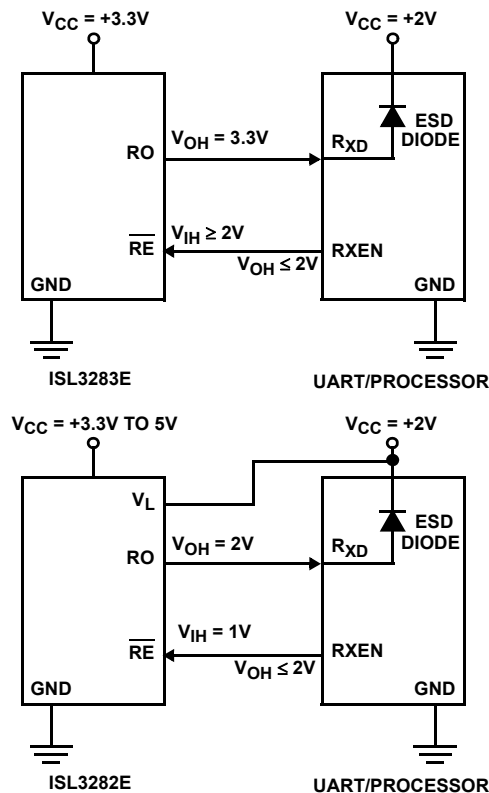 VCC = +3.3V
VCC = +2V
ESD
DIODE
RO
VOH = 3.3V
RXD
RE
VIH ≥ 2V
VOH ≤ 2V
RXEN
GND
GND
ISL3283E
UART/PROCESSOR
VCC = +3.3V TO 5V
VCC = +2V
VL
ESD
DIODE
RO
VOH = 2V
RXD
RE
VIH = 1V
VOH ≤ 2V
RXEN
GND
GND
ISL3282E
UART/PROCESSOR